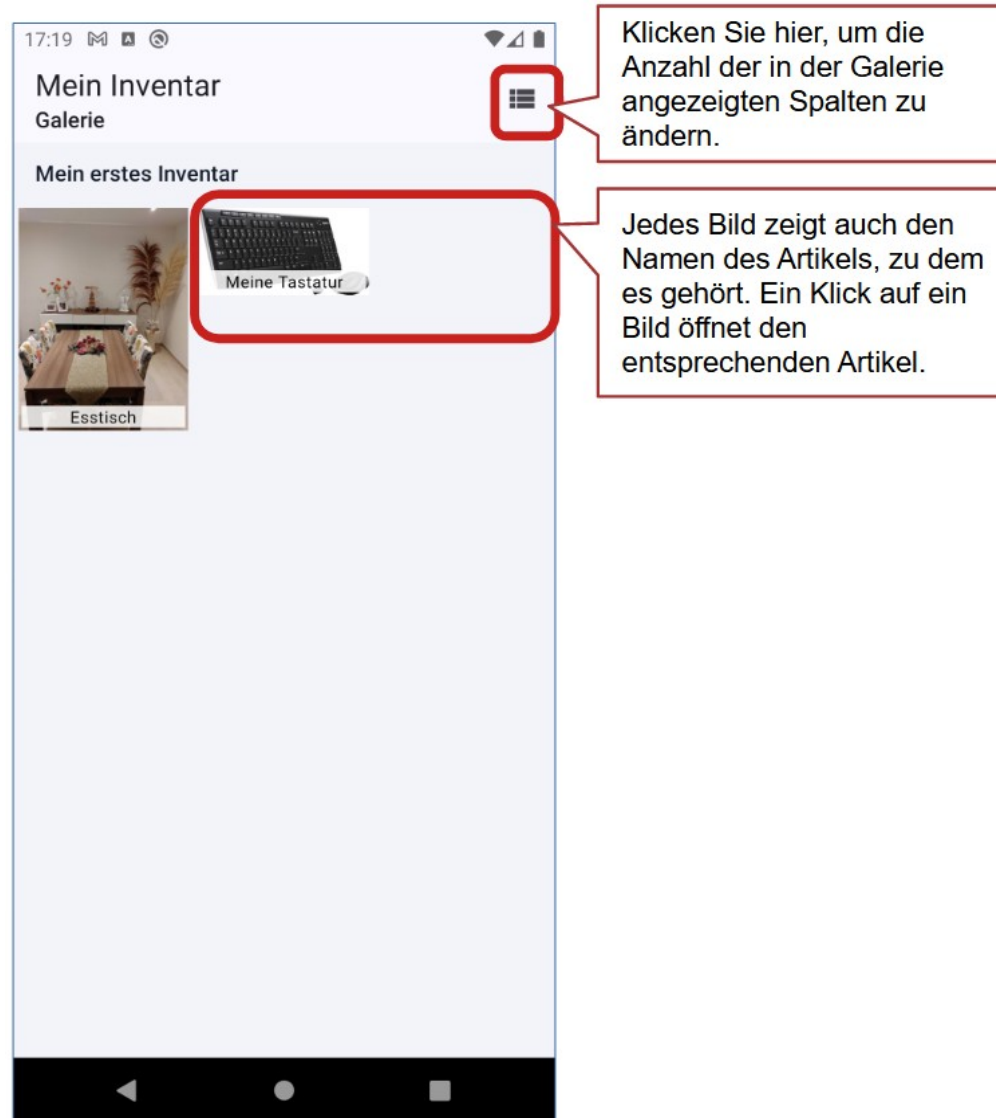 17:19
Mein Inventar
Galerie
Mein erstes Inventar
Esstisch
Meine Tastatur
Klicken Sie hier, um die
Anzahl der in der Galerie
angezeigten Spalten zu
ändern.
Jedes Bild zeigt auch den
Namen des Artikels, zu dem
es gehört. Ein Klick auf ein
Bild öffnet den
entsprechenden Artikel.